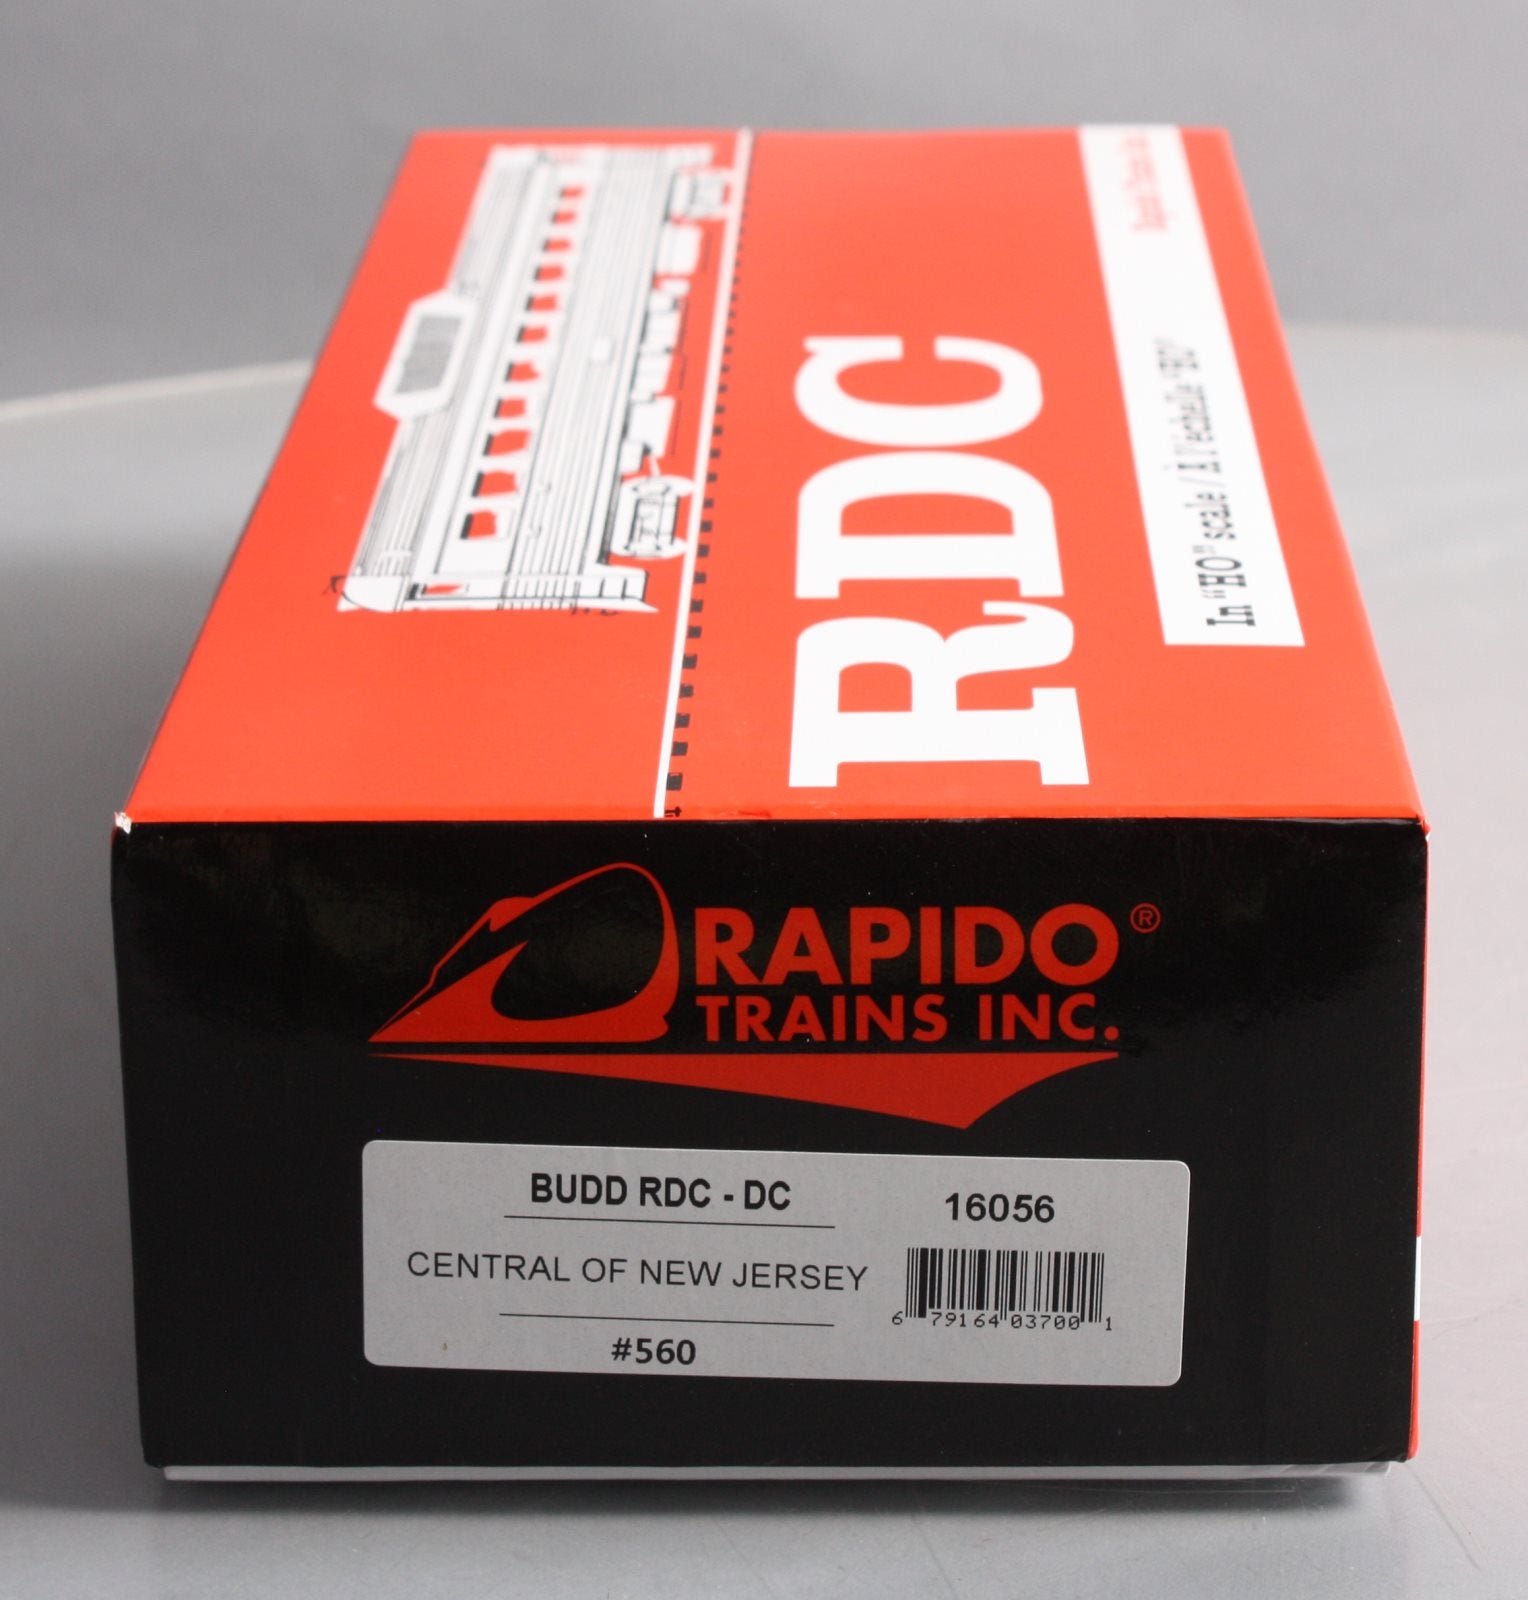 RDC
In "HO" scale / À l'échelle "HO"
RAPIDO®
TRAINS INC.
BUDD RDC - DC
16056
CENTRAL OF NEW JERSEY
#560
6 79164 03700 1